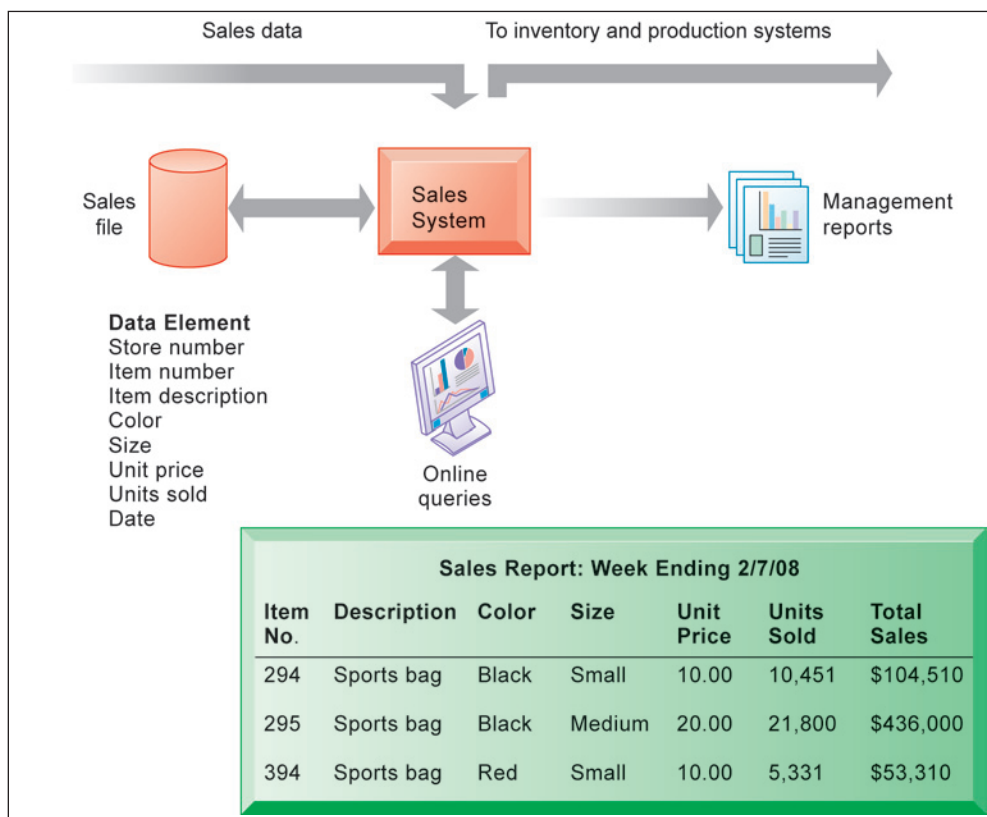 Sales data
To inventory and production systems
Sales
file
Sales
System
Management
reports
Data Element
Store number
Item number
Item description
Color
Size
Unit price
Units sold
Date
Online
queries
Sales Report: Week Ending 2/7/08
Item No. Description Color Size Unit Price Units Sold Total Sales
294 Sports bag Black Small 10.00 10,451 $104,510
295 Sports bag Black Medium 20.00 21,800 $436,000
394 Sports bag Red Small 10.00 5,331 $53,310